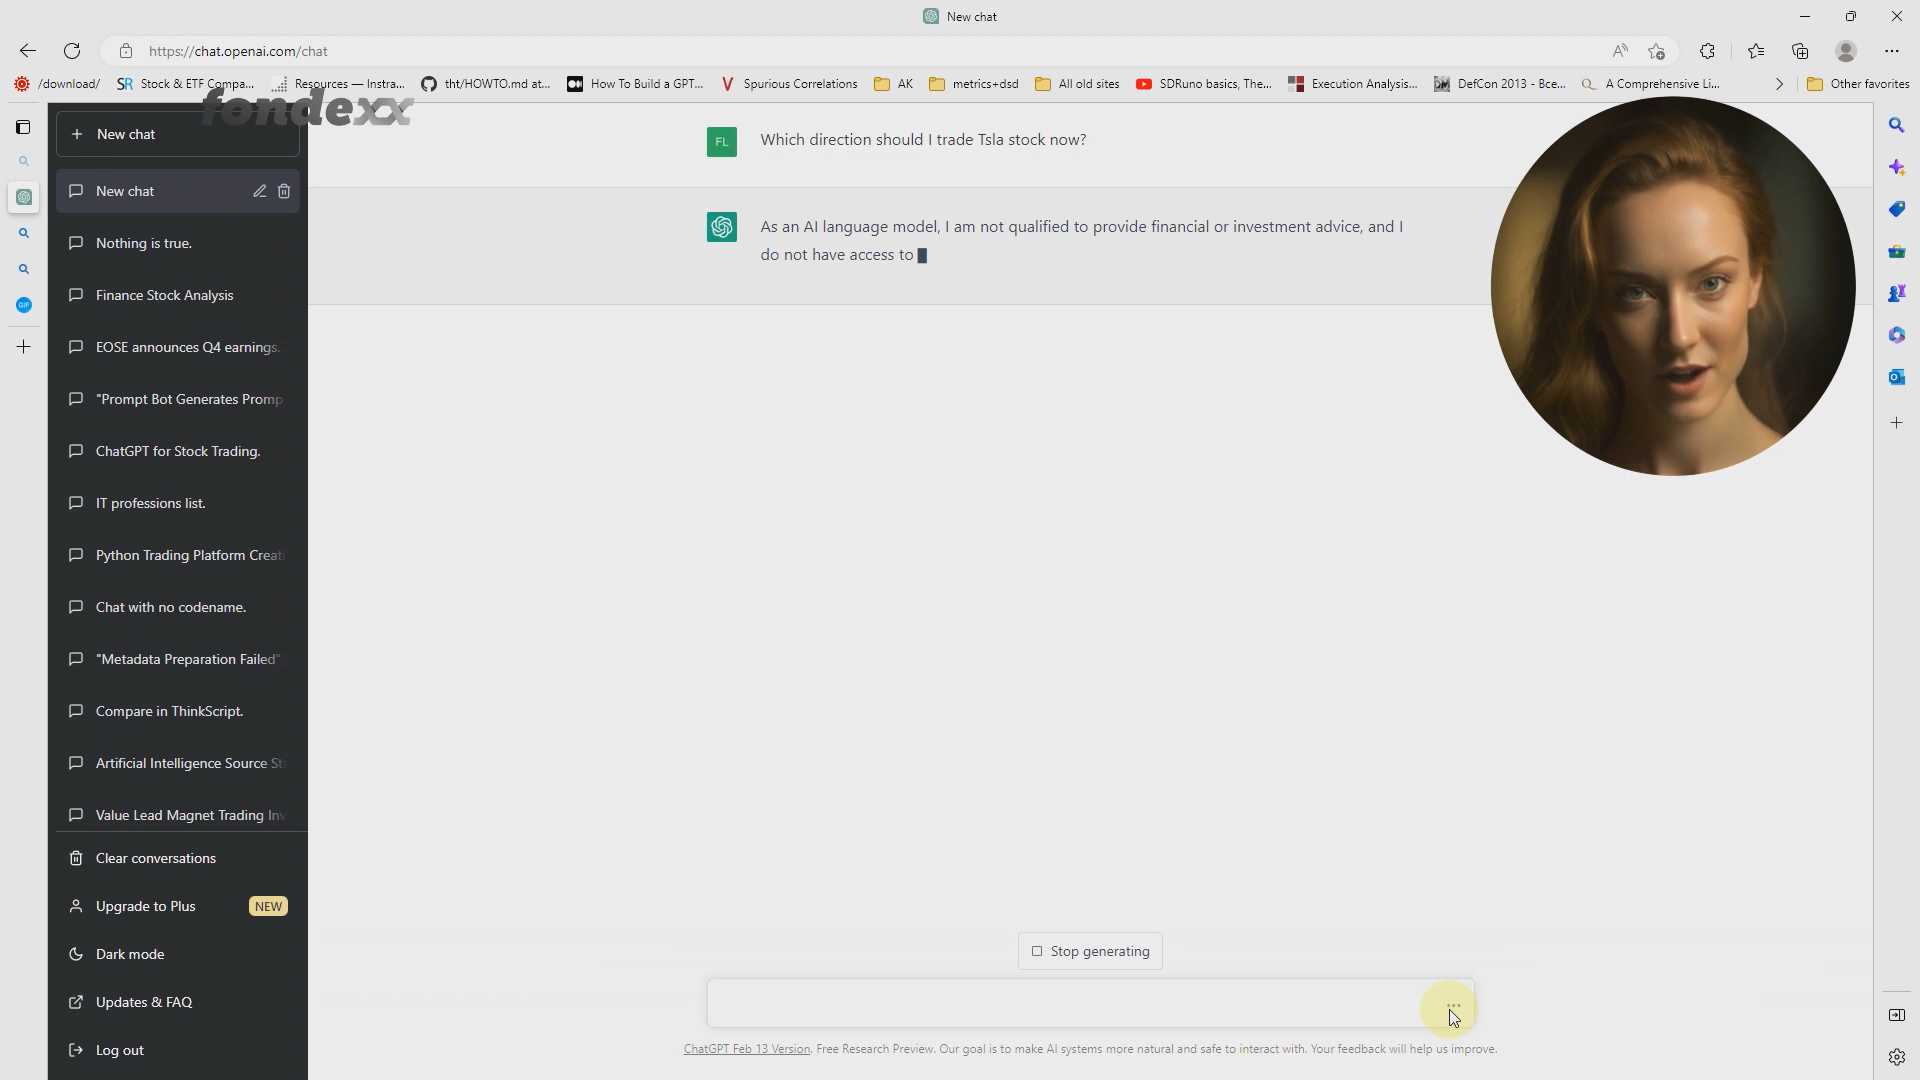 New chat
https://chat.openai.com/chat
/download/
SR Stock & ETF Compa...
Resources — Instra...
tht/HOWTO.md at...
How To Build a GPT...
Spurious Correlations
AK
metrics+dsd
All old sites
SDRuno basics, The...
Execution Analysis...
DefCon 2013 - Все...
A Comprehensive Li...
Other favorites
fondexx
New chat
New chat
Nothing is true.
Finance Stock Analysis
EOSE announces Q4 earnings.
"Prompt Bot Generates Promp
ChatGPT for Stock Trading.
IT professions list.
Python Trading Platform Creati
Chat with no codename.
"Metadata Preparation Failed"
Compare in ThinkScript.
Artificial Intelligence Source St
Value Lead Magnet Trading Inv
Clear conversations
Upgrade to Plus NEW
Dark mode
Updates & FAQ
Log out
FL Which direction should I trade Tsla stock now?
As an AI language model, I am not qualified to provide financial or investment advice, and I
do not have access to
Stop generating
ChatGPT Feb 13 Version. Free Research Preview. Our goal is to make AI systems more natural and safe to interact with. Your feedback will help us improve.
GIF